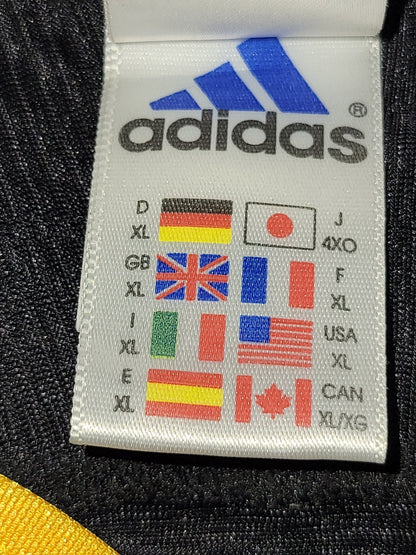 adidas®
D J
XL 4XO
GB F
XL XL
I USA
XL XL
E CAN
XL XL/XG